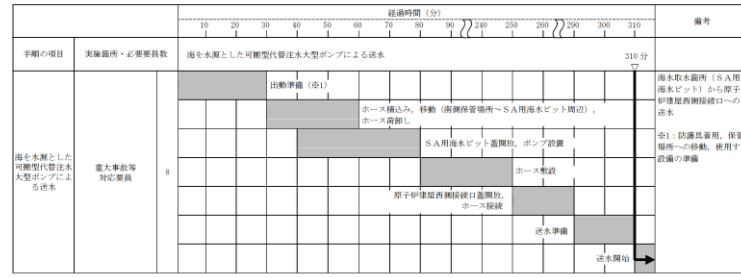 経過時間（分）
10 20 30 40 50 60 70 80 90 240 250 260 290 300 310
備考
手順の項目
実施箇所・必要要員数
海を水源とした可搬型代替注水大型ポンプによる送水
310 分
▽
出動準備（※1）
ホース積込み，移動（南側保管場所～ＳＡ用海水ピット周辺），
ホース荷卸し
ＳＡ用海水ピット蓋開放，ポンプ設置
ホース敷設
原子炉建屋西側接続口蓋開放，
ホース接続
送水準備
送水開始
海を水源とした
可搬型代替注水
大型ポンプによ
る送水
重大事故等
対応要員
8
海水取水箇所（ＳＡ用
海水ピット）から原子
炉建屋西側接続口への
送水
※1：防護具着用，保管
場所への移動，使用す
設備の準備